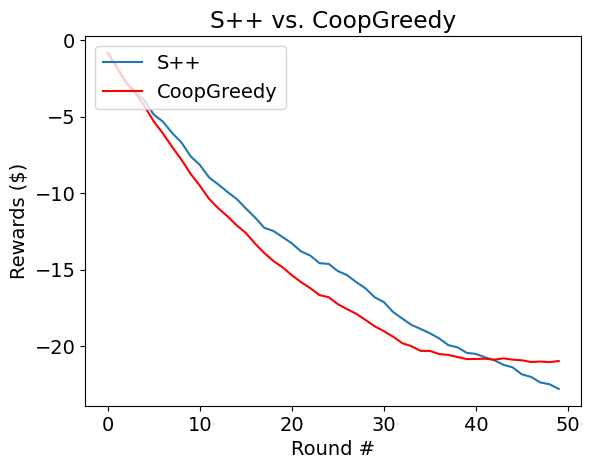 S++ vs. CoopGreedy
S++
CoopGreedy
Rewards ($)
0
−5
−10
−15
−20
0 10 20 30 40 50
Round #